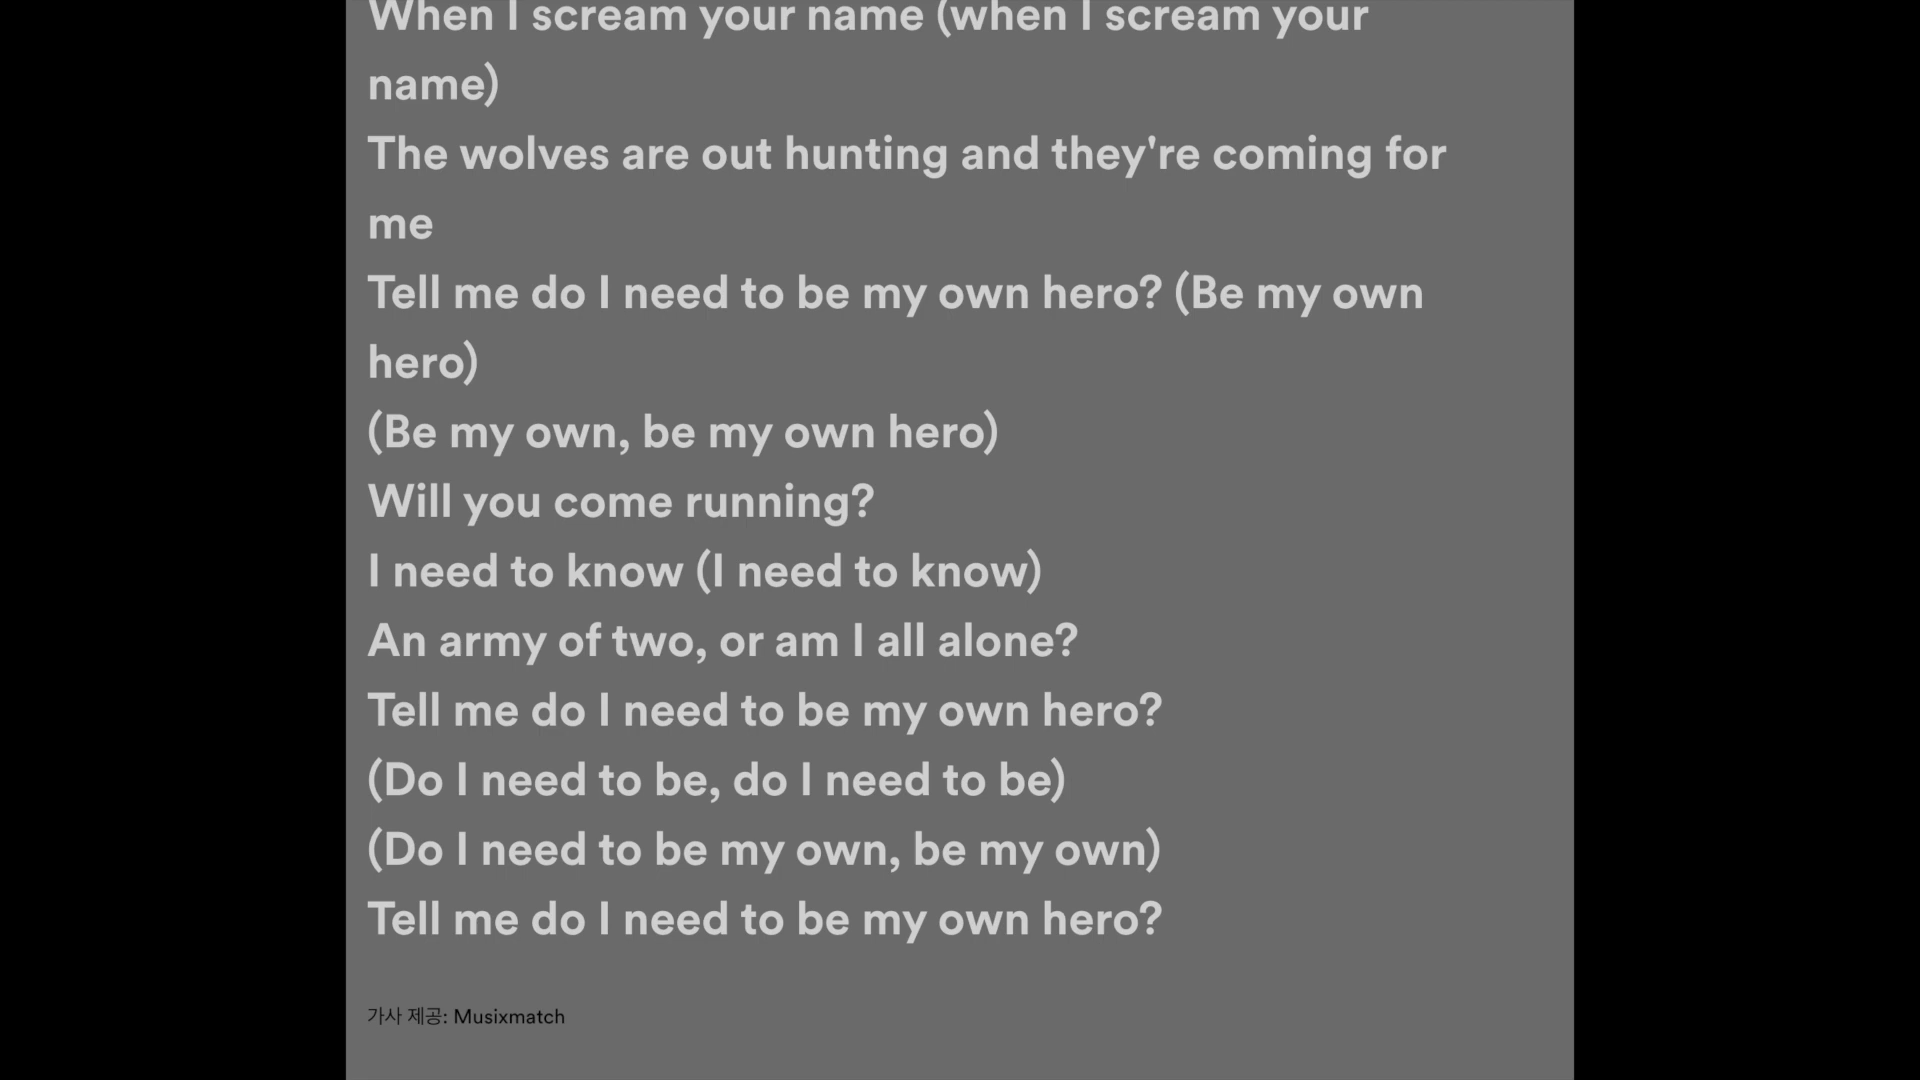 When I scream your name (when I scream your
name)
The wolves are out hunting and they're coming for
me
Tell me do I need to be my own hero? (Be my own
hero)
(Be my own, be my own hero)
Will you come running?
I need to know (I need to know)
An army of two, or am I all alone?
Tell me do I need to be my own hero?
(Do I need to be, do I need to be)
(Do I need to be my own, be my own)
Tell me do I need to be my own hero?
가사 제공: Musixmatch